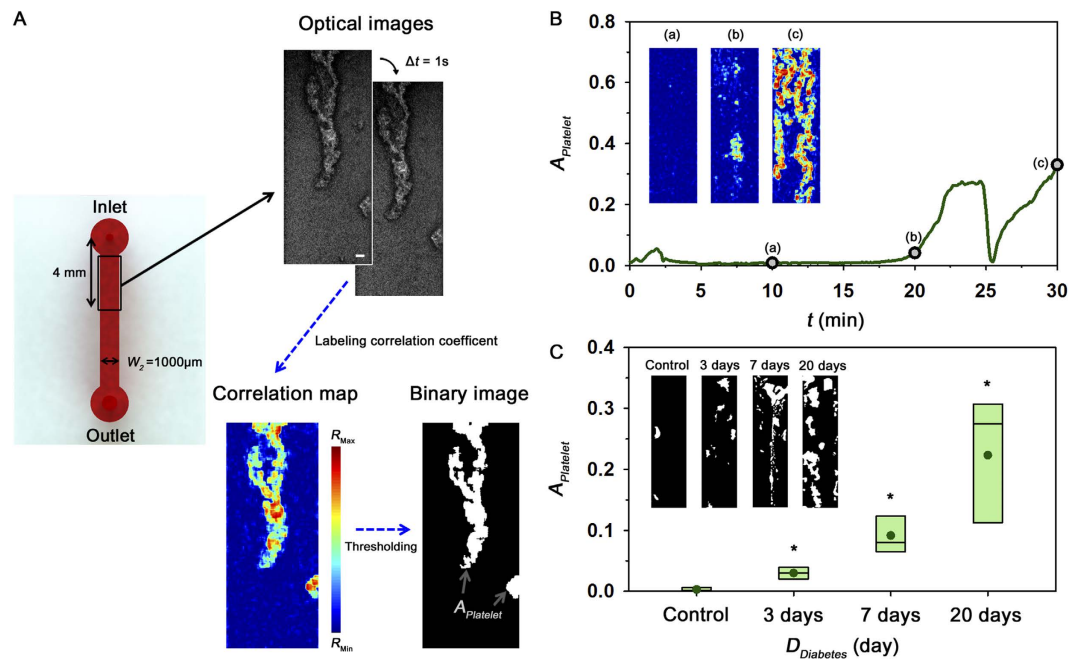 A
Optical images
Δt = 1s
Inlet
4 mm
W2 =1000µm
Outlet
Labeling correlation coefficent
Correlation map
Binary image
RMax
RMin
Thresholding
APlatelet
B
(a)
(b)
(c)
APlatelet
0.8
0.6
0.4
0.2
0.0
(a)
(b)
(c)
0
5
10
15
20
25
30
t (min)
C
Control
3 days
7 days
20 days
APlatelet
0.4
0.3
0.2
0.1
0.0
*
*
*
Control
3 days
7 days
20 days
DDiabetes (day)